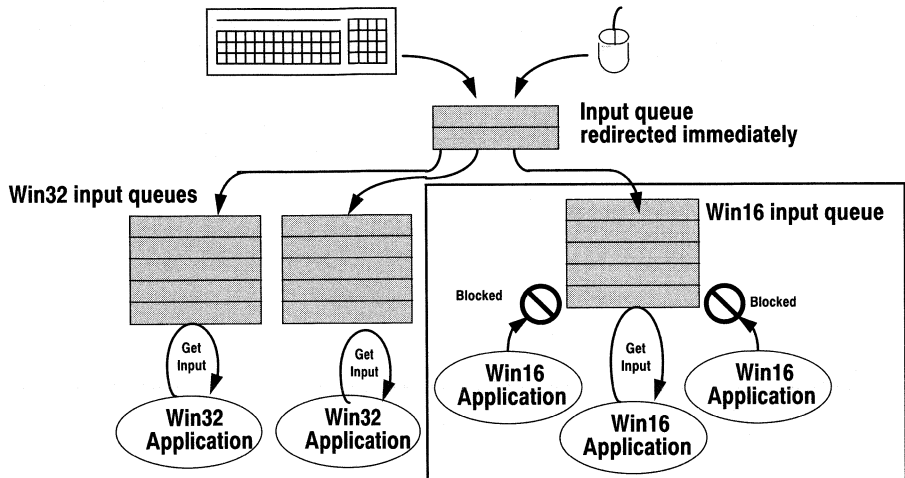 Input queue
redirected immediately
Win32 input queues
Win16 input queue
Blocked
Blocked
Get
Input
Get
Input
Get
Input
Win32
Application
Win32
Application
Win16
Application
Win16
Application
Win16
Application